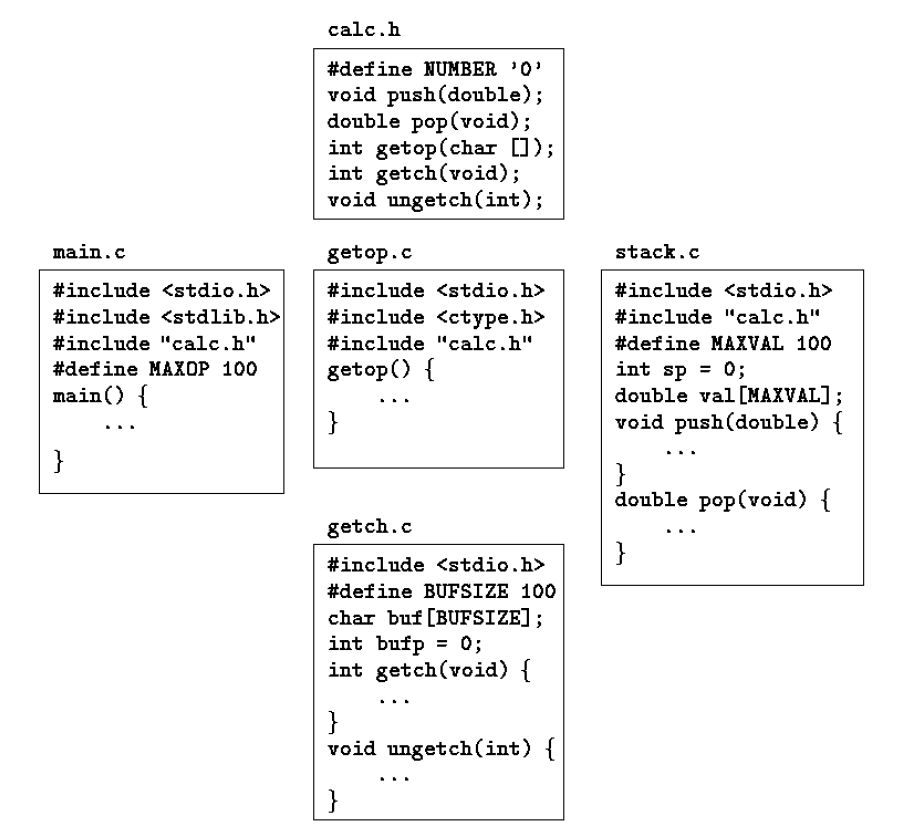 calc.h
#define NUMBER '0'
void push(double);
double pop(void);
int getop(char []);
int getch(void);
void ungetch(int);
main.c
#include <stdio.h>
#include <stdlib.h>
#include "calc.h"
#define MAXOP 100
main() {
...
}
getop.c
#include <stdio.h>
#include <ctype.h>
#include "calc.h"
getop() {
...
}
stack.c
#include <stdio.h>
#include "calc.h"
#define MAXVAL 100
int sp = 0;
double val[MAXVAL];
void push(double) {
...
}
double pop(void) {
...
}
getch.c
#include <stdio.h>
#define BUFSIZE 100
char buf[BUFSIZE];
int bufp = 0;
int getch(void) {
...
}
void ungetch(int) {
...
}